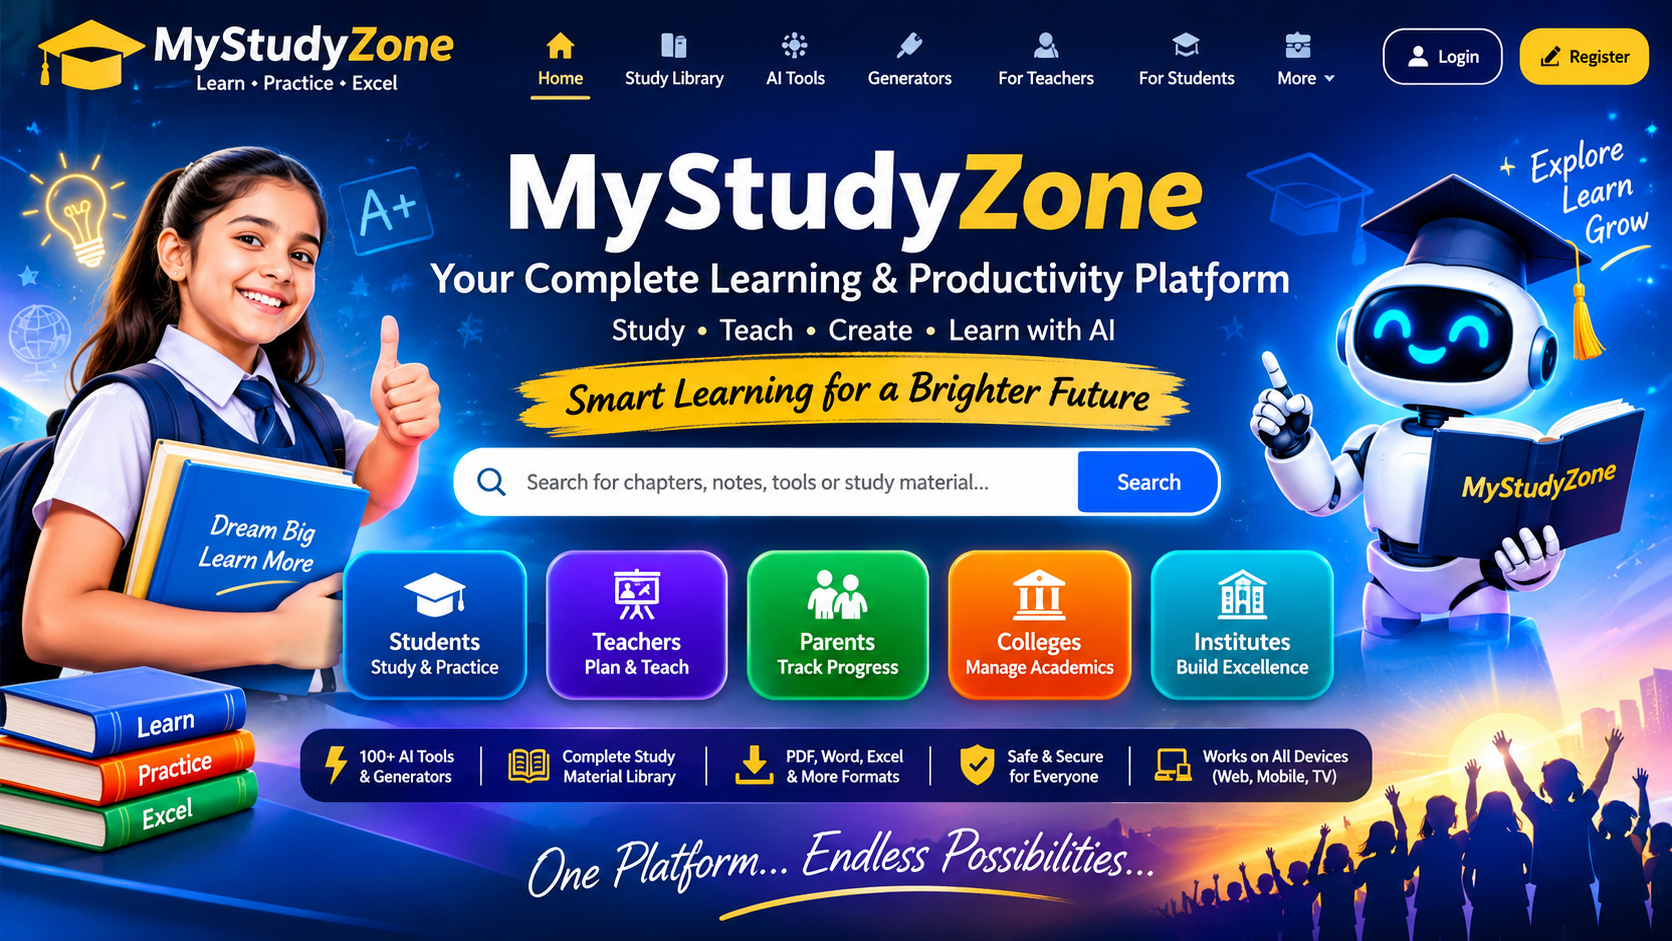 MyStudyZone
Learn • Practice • Excel
Home
Study Library
AI Tools
Generators
For Teachers
For Students
More
Login
Register
A+
Explore
Learn
Grow
MyStudyZone
Your Complete Learning & Productivity Platform
Study • Teach • Create • Learn with AI
Smart Learning for a Brighter Future
Search for chapters, notes, tools or study material...
Search
MyStudyZone
Dream Big
Learn More
Students
Study & Practice
Teachers
Plan & Teach
Parents
Track Progress
Colleges
Manage Academics
Institutes
Build Excellence
Learn
Practice
Excel
100+ AI Tools
& Generators
Complete Study
Material Library
PDF, Word, Excel
& More Formats
Safe & Secure
for Everyone
Works on All Devices
(Web, Mobile, TV)
One Platform... Endless Possibilities...